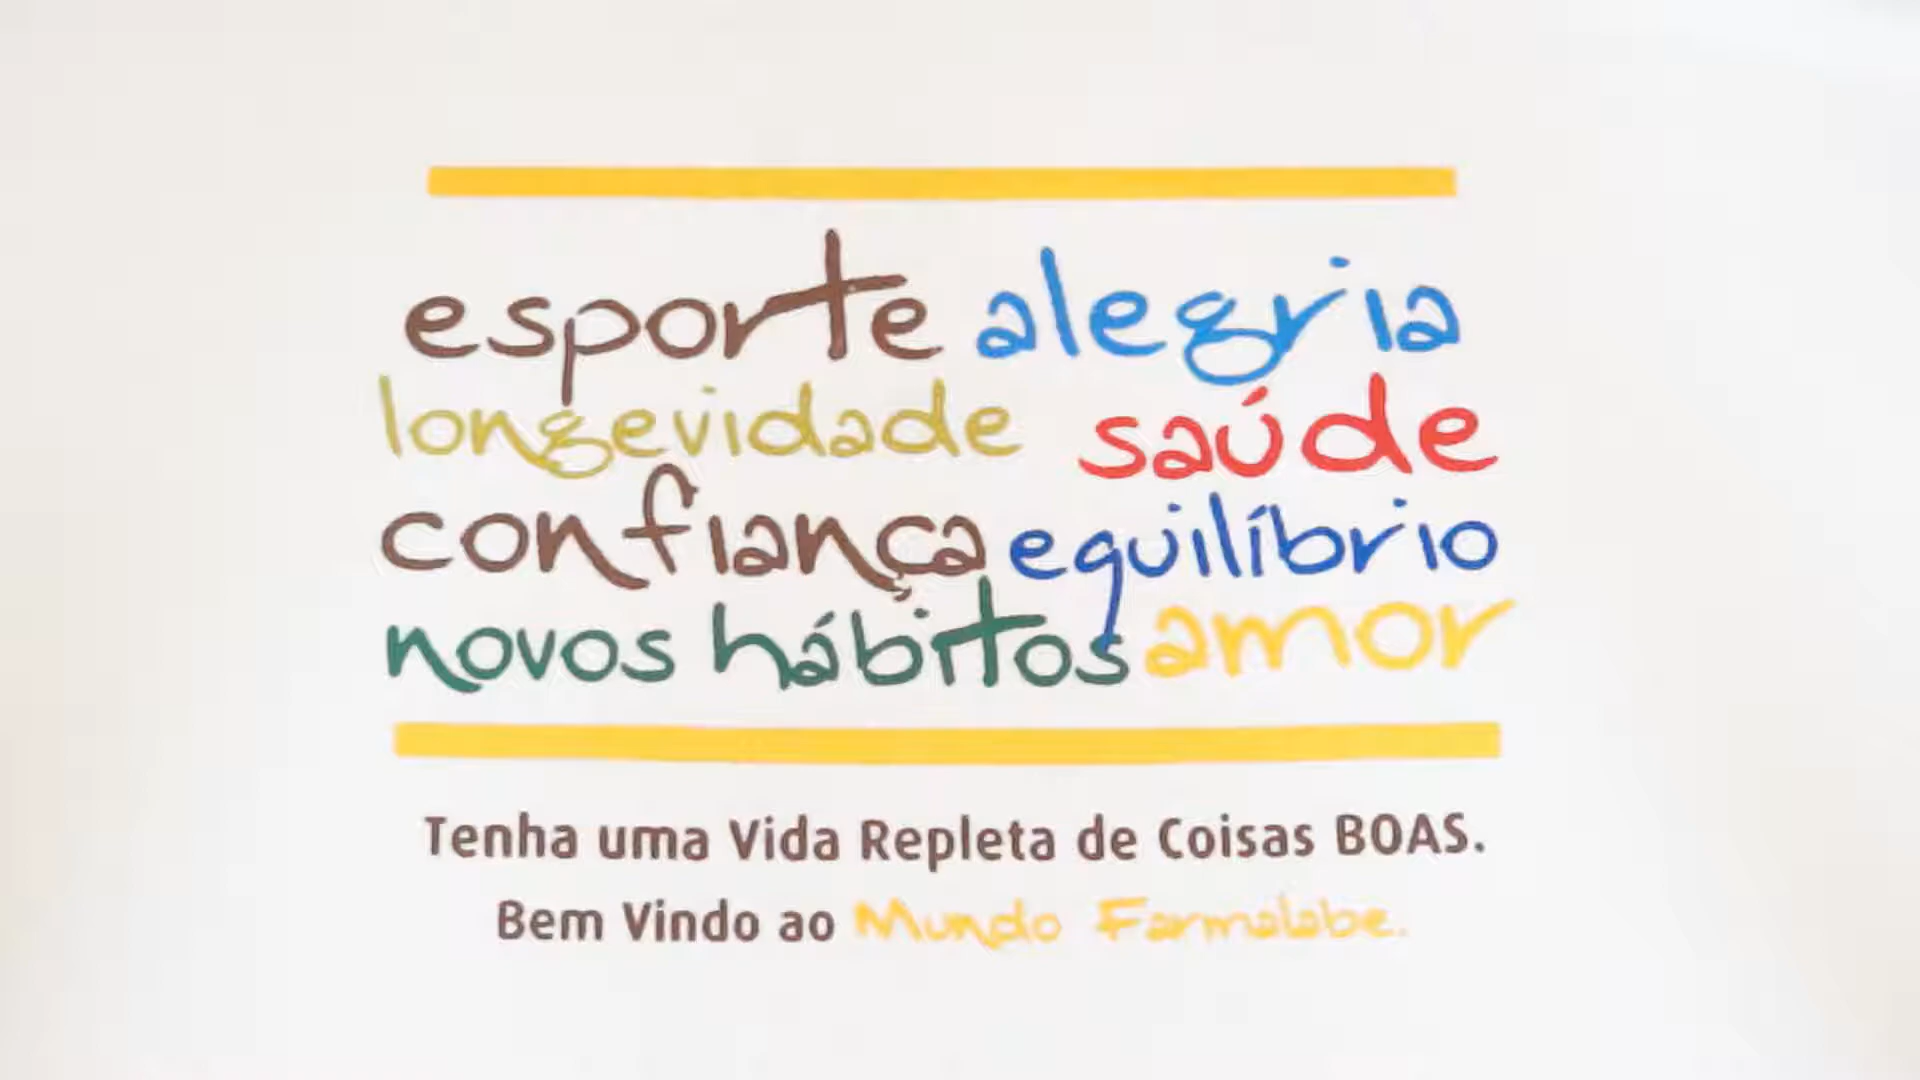 esporte alegria
longevidade saúde
confiança equilíbrio
novos hábitos amor
Tenha uma Vida Repleta de Coisas BOAS.
Bem Vindo ao Mundo Farmalabe.